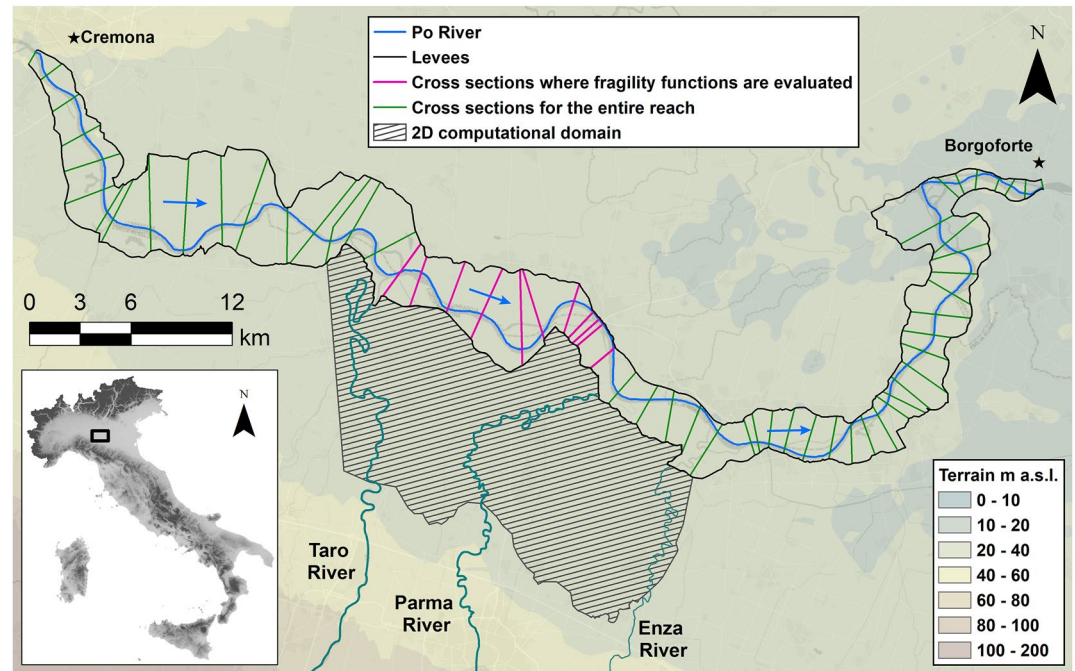 Cremona
Po River
Levees
Cross sections where fragility functions are evaluated
Cross sections for the entire reach
2D computational domain
N
Borgoforte
0 3 6 12
km
N
Terrain m a.s.l.
0 - 10
10 - 20
20 - 40
40 - 60
60 - 80
80 - 100
100 - 200
Taro
River
Parma
River
Enza
River